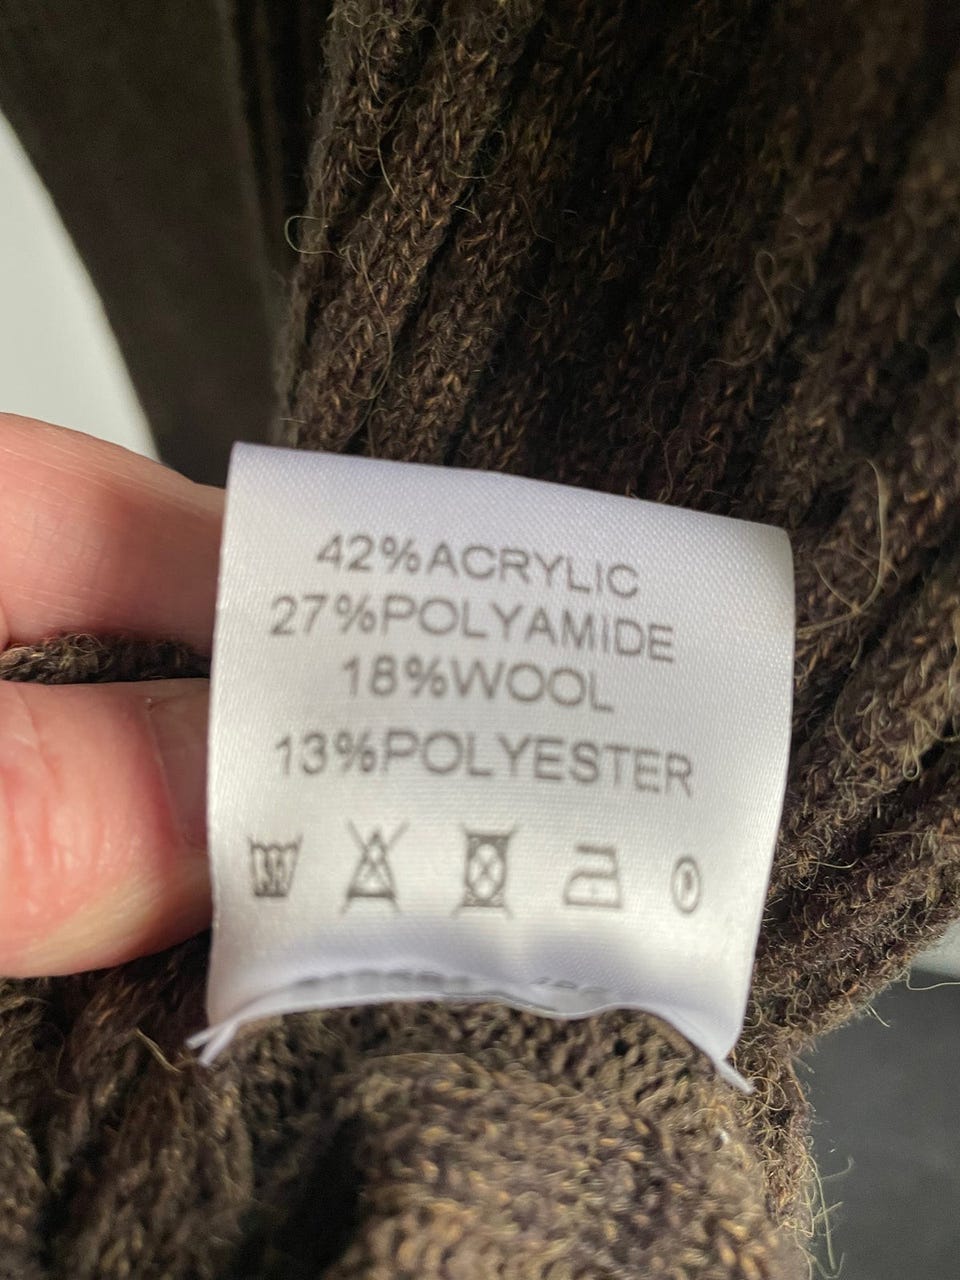 42%ACRYLIC
27%POLYAMIDE
18%WOOL
13%POLYESTER
P